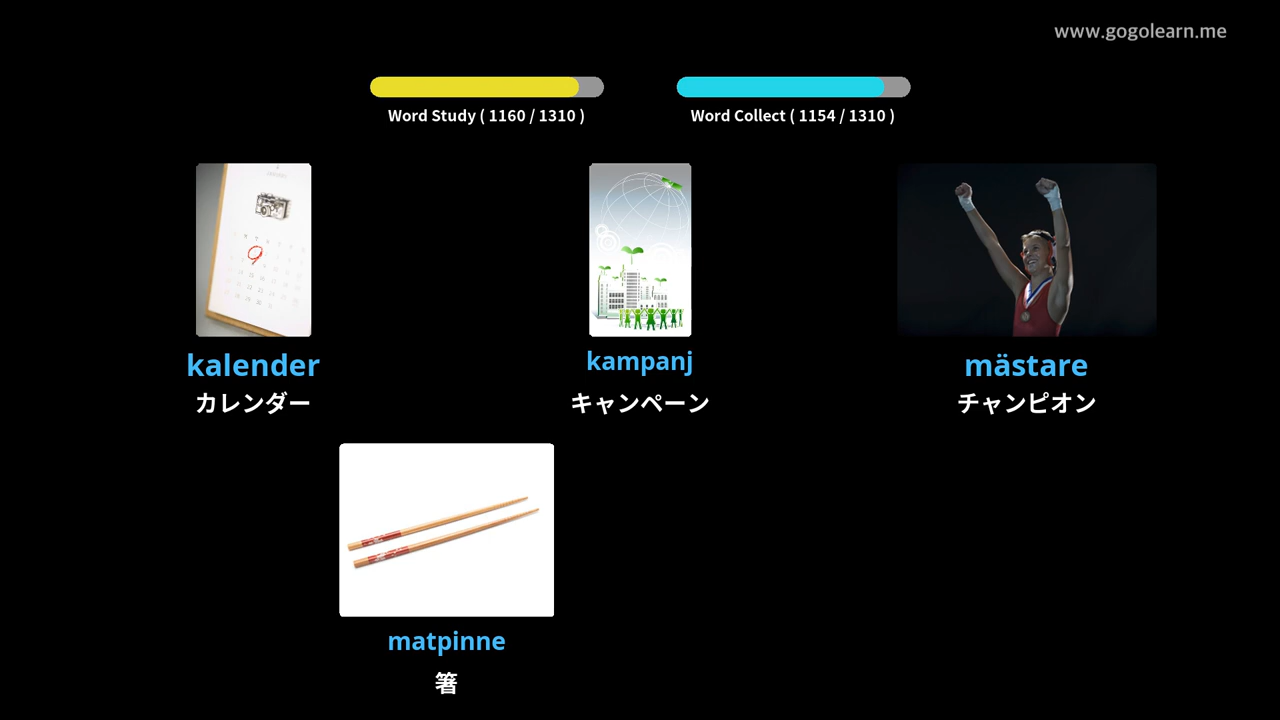 www.gogolearn.me
Word Study ( 1160 / 1310 )
Word Collect ( 1154 / 1310 )
kalender
カレンダー
kampanj
キャンペーン
mästare
チャンピオン
matpinne
箸